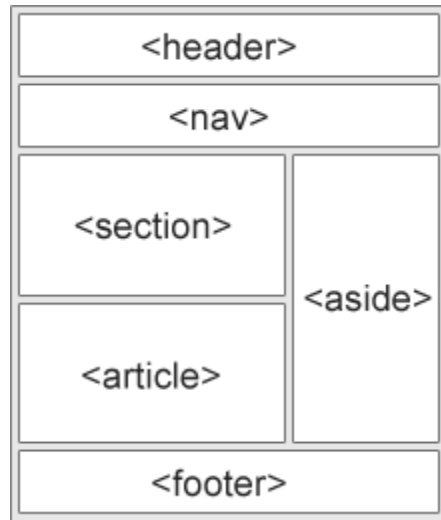 <header>
<nav>
<section>
<aside>
<article>
<footer>